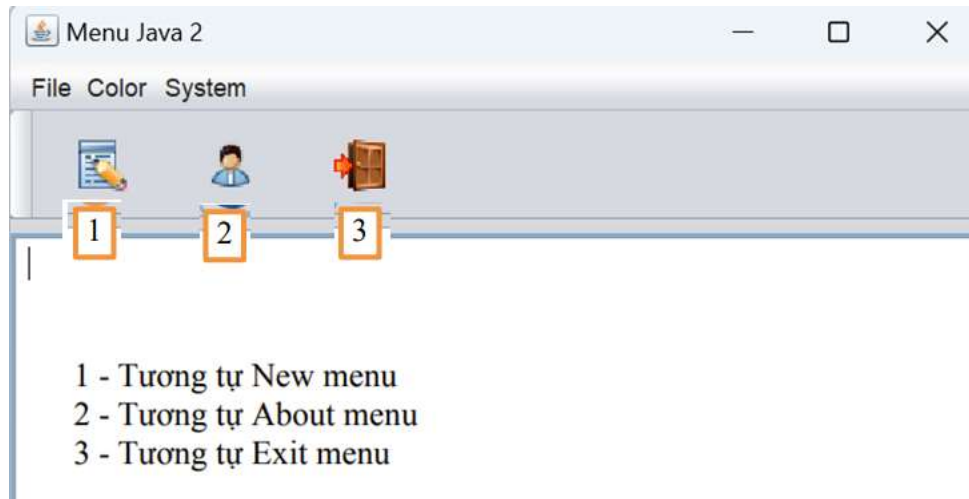 Menu Java 2
File Color System
1 2 3
1 - Tương tự New menu
2 - Tương tự About menu
3 - Tương tự Exit menu